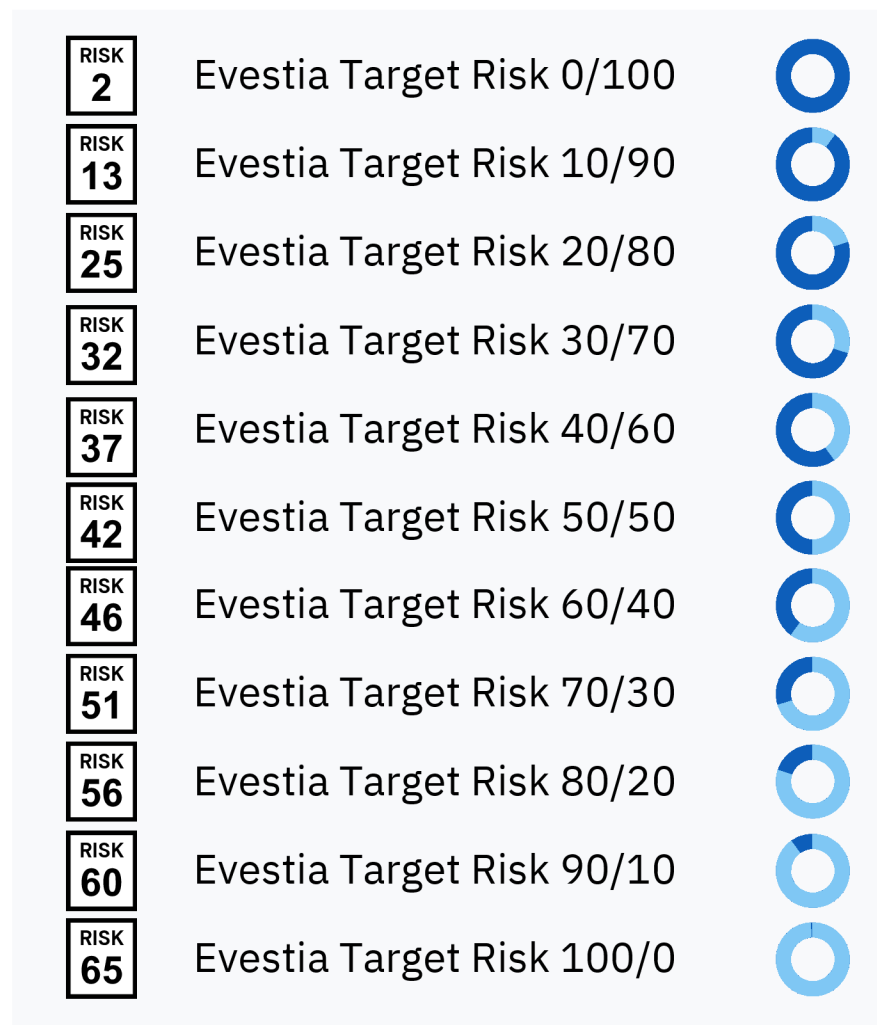 RISK
2
Evestia Target Risk 0/100
RISK
13
Evestia Target Risk 10/90
RISK
25
Evestia Target Risk 20/80
RISK
32
Evestia Target Risk 30/70
RISK
37
Evestia Target Risk 40/60
RISK
42
Evestia Target Risk 50/50
RISK
46
Evestia Target Risk 60/40
RISK
51
Evestia Target Risk 70/30
RISK
56
Evestia Target Risk 80/20
RISK
60
Evestia Target Risk 90/10
RISK
65
Evestia Target Risk 100/0